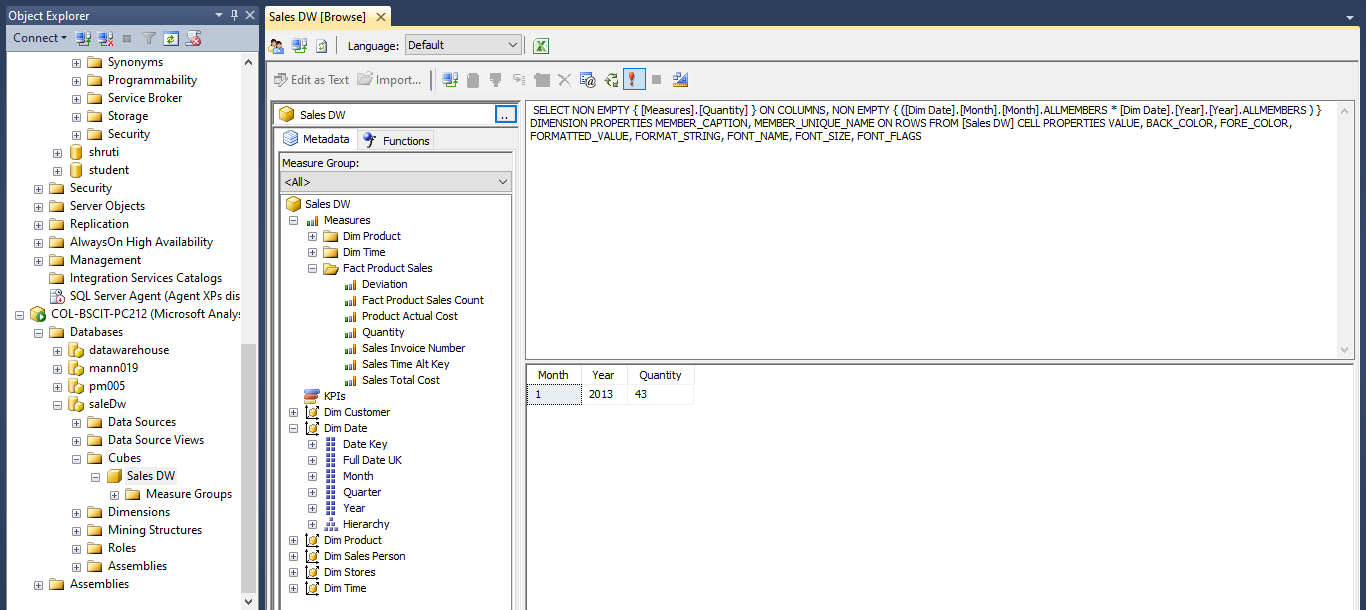 Object Explorer
Connect
Synonyms
Programmability
Service Broker
Storage
Security
shruti
student
Security
Server Objects
Replication
AlwaysOn High Availability
Management
Integration Services Catalogs
SQL Server Agent (Agent XPs dis
COL-BSCIT-PC212 (Microsoft Analys
Databases
datawarehouse
mann019
pm005
saleDw
Data Sources
Data Source Views
Cubes
Sales DW
Measure Groups
Dimensions
Mining Structures
Roles
Assemblies
Assemblies
Sales DW [Browse]
Language: Default
Edit as Text Import...
Sales DW ..
Metadata Functions
Measure Group:
<All>
Sales DW
Measures
Dim Product
Dim Time
Fact Product Sales
Deviation
Fact Product Sales Count
Product Actual Cost
Quantity
Sales Invoice Number
Sales Time Alt Key
Sales Total Cost
KPIs
Dim Customer
Dim Date
Date Key
Full Date UK
Month
Quarter
Year
Hierarchy
Dim Product
Dim Sales Person
Dim Stores
Dim Time
SELECT NON EMPTY { [Measures].[Quantity] } ON COLUMNS, NON EMPTY { ([Dim Date].[Month].[Month].ALLMEMBERS * [Dim Date].[Year].[Year].ALLMEMBERS ) }
DIMENSION PROPERTIES MEMBER_CAPTION, MEMBER_UNIQUE_NAME ON ROWS FROM [Sales DW] CELL PROPERTIES VALUE, BACK_COLOR, FORE_COLOR,
FORMATTED_VALUE, FORMAT_STRING, FONT_NAME, FONT_SIZE, FONT_FLAGS
Month Year Quantity
1 2013 43